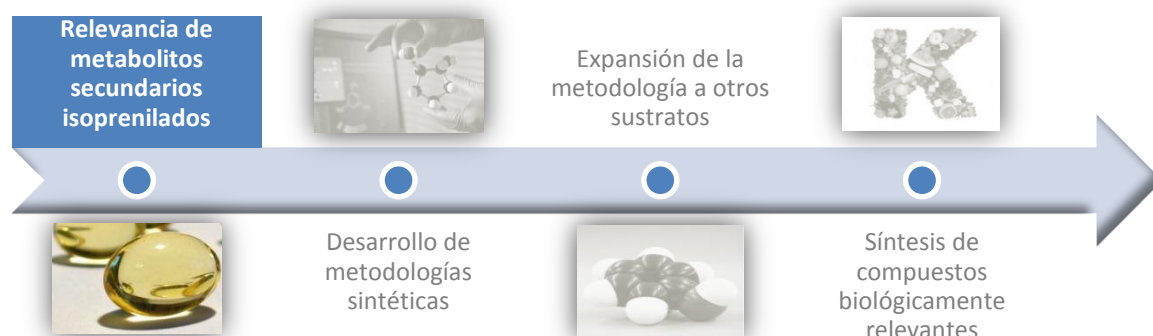 Relevancia de
metabolitos
secundarios
isoprenilados
Desarrollo de
metodologías
sintéticas
Expansión de la
metodología a otros
sustratos
Síntesis de
compuestos
biológicamente
relevantes